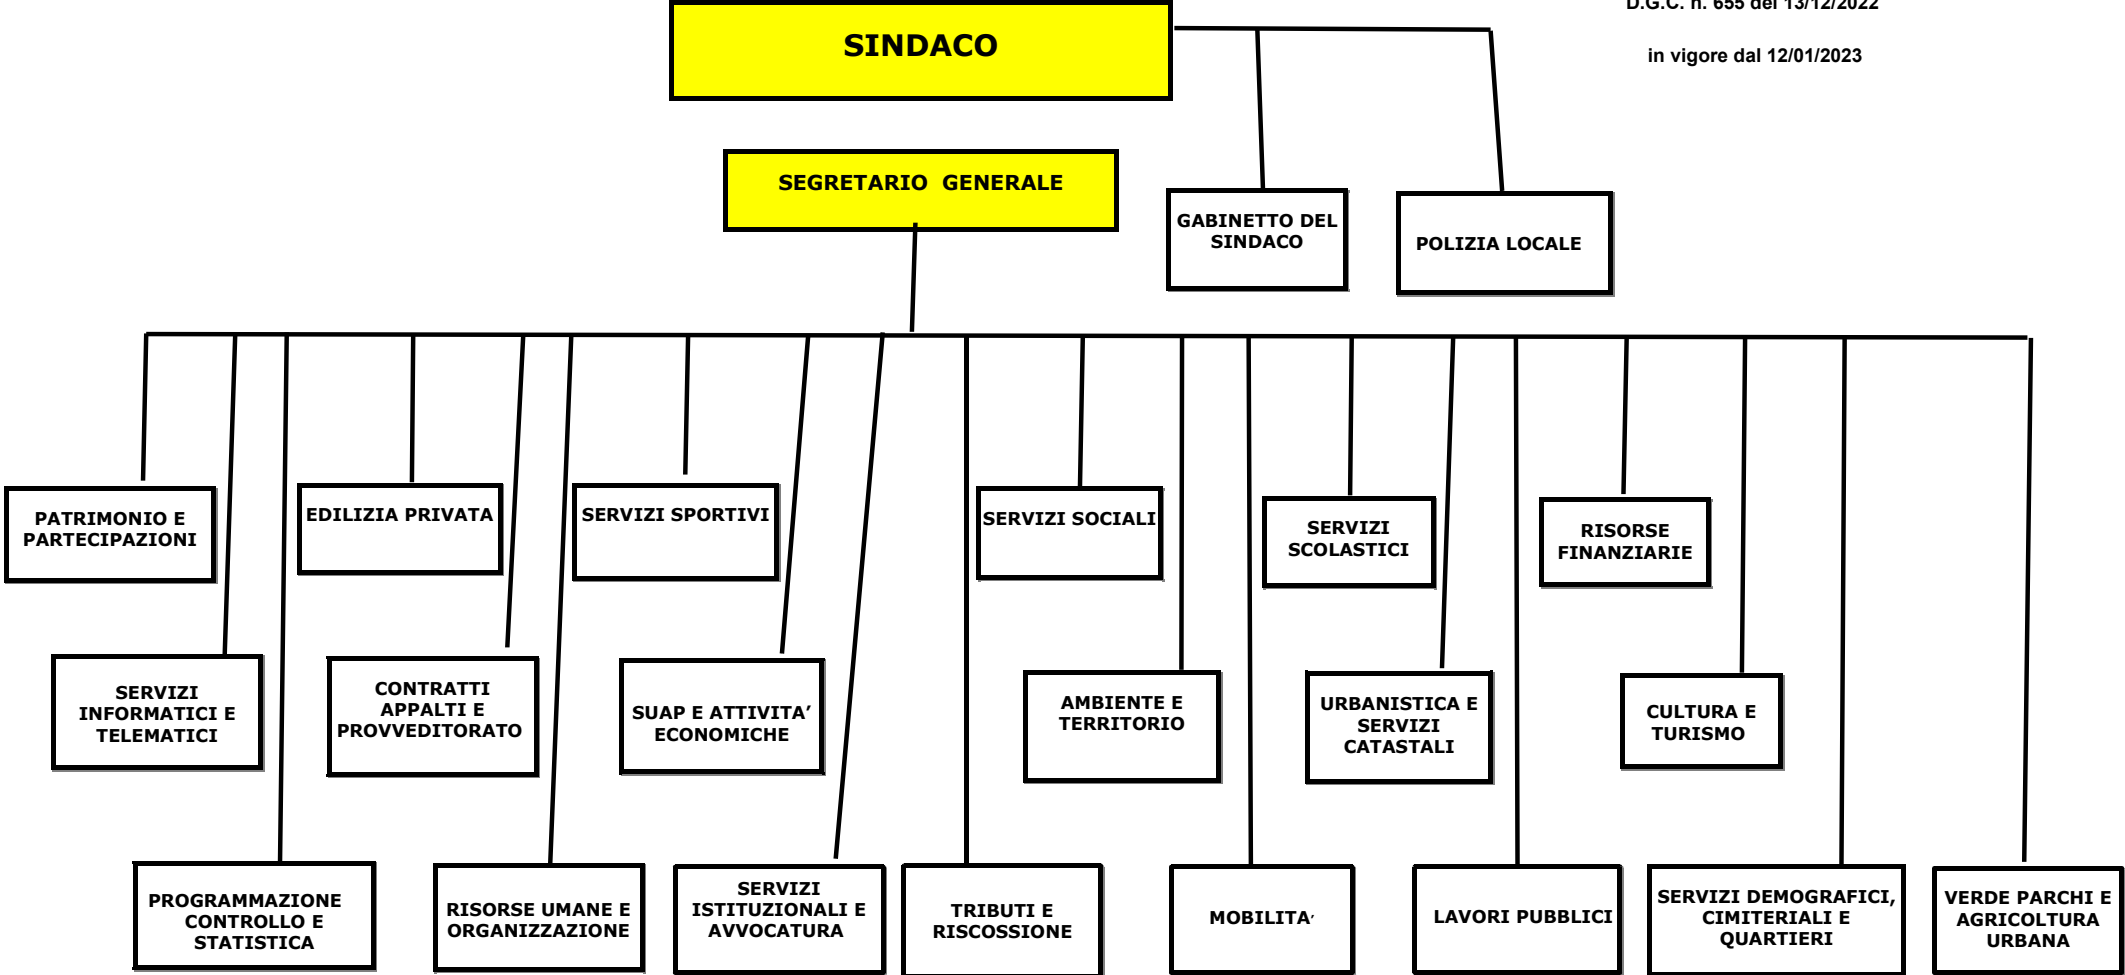 D.G.C. n. 655 del 13/12/2022
in vigore dal 12/01/2023
SINDACO
SEGRETARIO GENERALE
GABINETTO DEL
SINDACO
POLIZIA LOCALE
PATRIMONIO E
PARTECIPAZIONI
EDILIZIA PRIVATA
SERVIZI SPORTIVI
SERVIZI SOCIALI
SERVIZI
SCOLASTICI
RISORSE
FINANZIARIE
SERVIZI
INFORMATICI E
TELEMATICI
CONTRATTI
APPALTI E
PROVVEDITORATO
SUAP E ATTIVITA’
ECONOMICHE
AMBIENTE E
TERRITORIO
URBANISTICA E
SERVIZI
CATASTALI
CULTURA E
TURISMO
PROGRAMMAZIONE
CONTROLLO E
STATISTICA
RISORSE UMANE E
ORGANIZZAZIONE
SERVIZI
ISTITUZIONALI E
AVVOCATURA
TRIBUTI E
RISCOSSIONE
MOBILITA’
LAVORI PUBBLICI
SERVIZI DEMOGRAFICI,
CIMITERIALI E
QUARTIERI
VERDE PARCHI E
AGRICOLTURA
URBANA